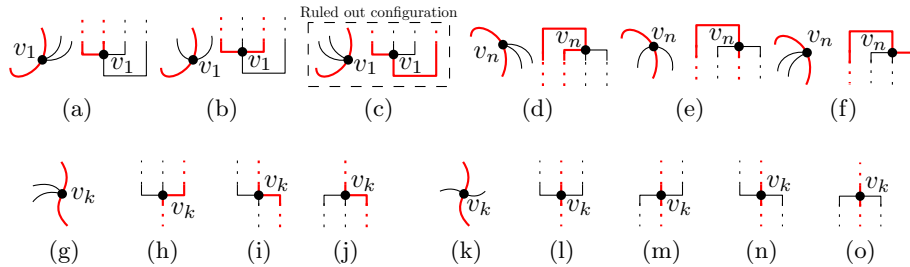 Ruled out configuration
v1 v1 v1 v1 v1 v1 vn vn vn vn vn vn
(a) (b) (c) (d) (e) (f)
vk vk vk vk vk vk vk vk vk
(g) (h) (i) (j) (k) (l) (m) (n) (o)